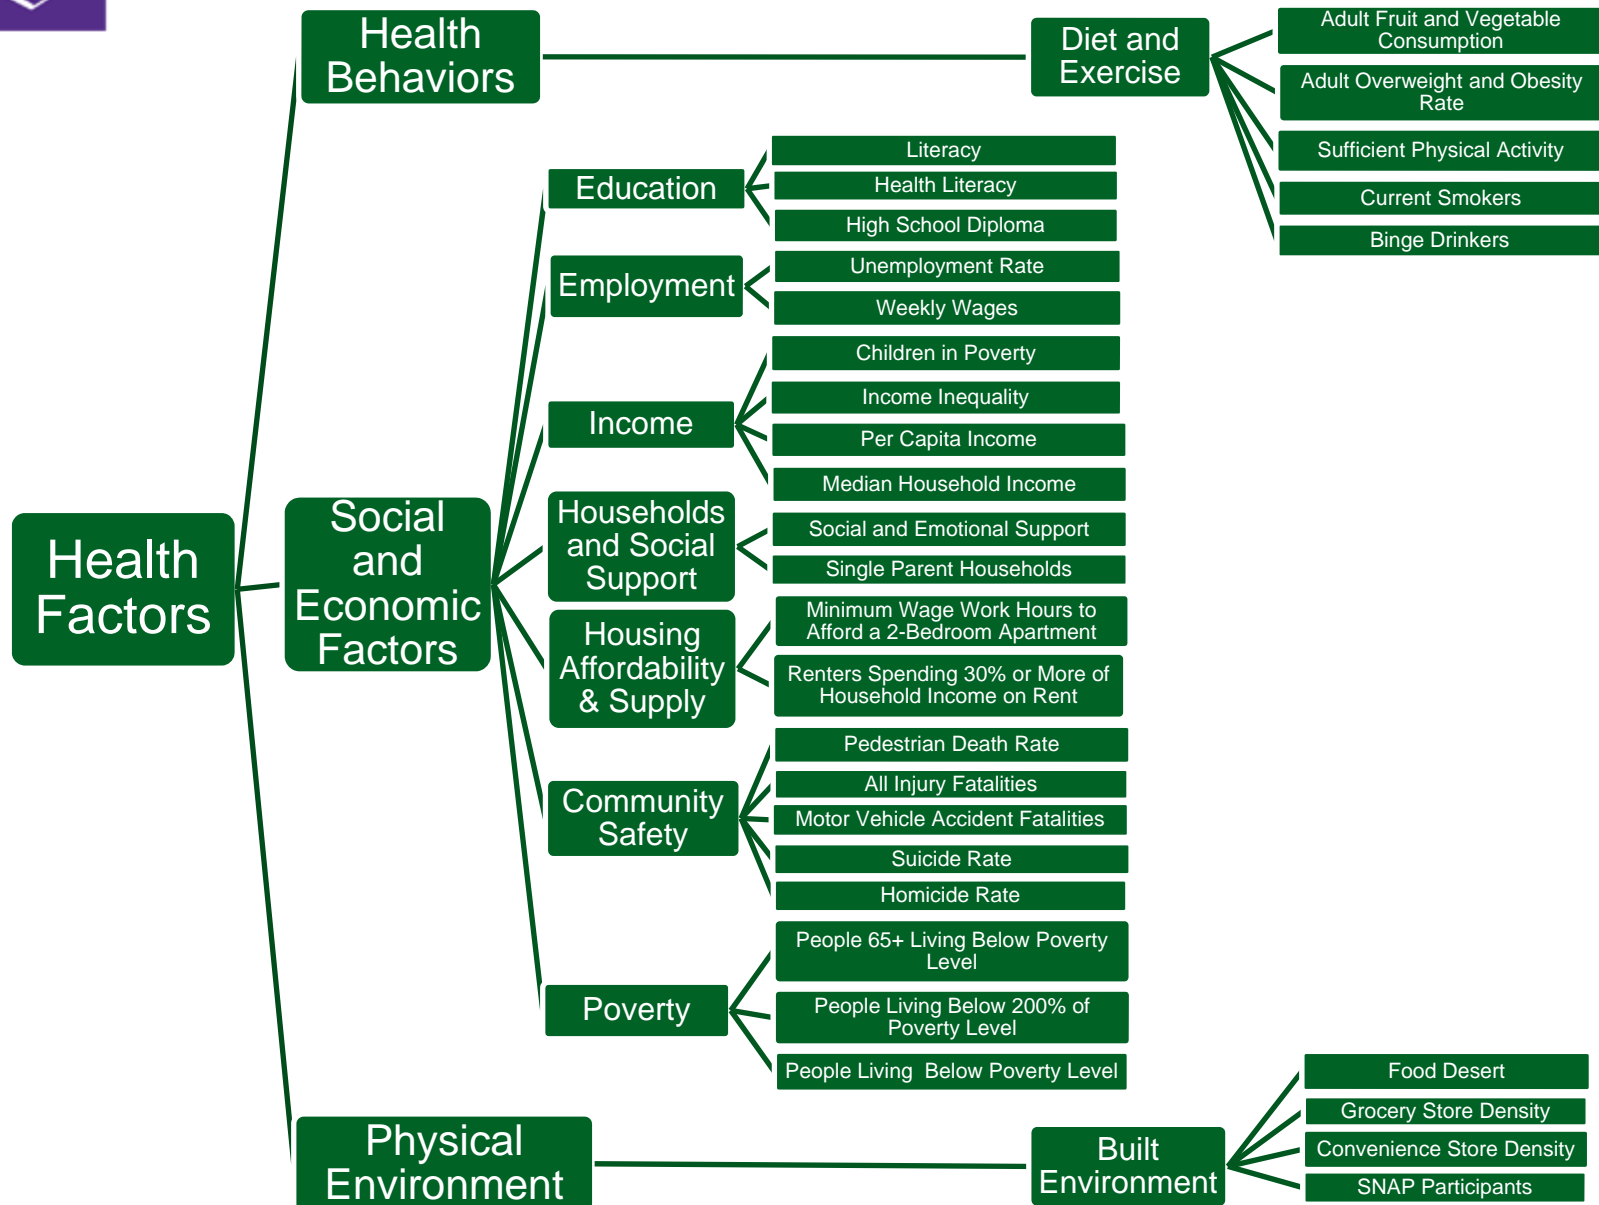 Health
Factors
Health
Behaviors
Diet and
Exercise
Adult Fruit and Vegetable
Consumption
Adult Overweight and Obesity
Rate
Sufficient Physical Activity
Current Smokers
Binge Drinkers
Social
and
Economic
Factors
Education
Literacy
Health Literacy
High School Diploma
Employment
Unemployment Rate
Weekly Wages
Income
Children in Poverty
Income Inequality
Per Capita Income
Median Household Income
Households
and Social
Support
Social and Emotional Support
Single Parent Households
Housing
Affordability
& Supply
Minimum Wage Work Hours to
Afford a 2-Bedroom Apartment
Renters Spending 30% or More of
Household Income on Rent
Community
Safety
Pedestrian Death Rate
All Injury Fatalities
Motor Vehicle Accident Fatalities
Suicide Rate
Homicide Rate
Poverty
People 65+ Living Below Poverty
Level
People Living Below 200% of
Poverty Level
People Living  Below Poverty Level
Physical
Environment
Built
Environment
Food Desert
Grocery Store Density
Convenience Store Density
SNAP Participants